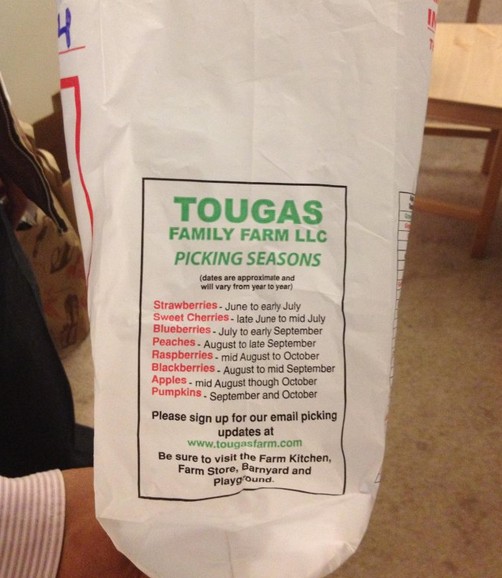 TOUGAS
FAMILY FARM LLC
PICKING SEASONS
(dates are approximate and
will vary from year to year)
Strawberries - June to early July
Sweet Cherries - late June to mid July
Blueberries - July to early September
Peaches - August to late September
Raspberries - mid August to October
Blackberries - August to mid September
Apples - mid August though October
Pumpkins - September and October
Please sign up for our email picking
updates at
www.tougasfarm.com
Be sure to visit the Farm Kitchen,
Farm Store, Barnyard and
Playground.